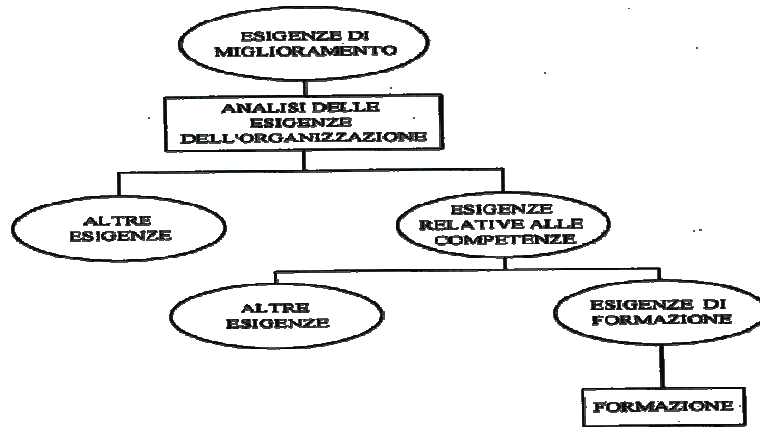 ESIGENZE DI
MIGLIORAMENTO
ANALISI DELLE
ESIGENZE
DELL'ORGANIZZAZIONE
ALTRE
ESIGENZE
ESIGENZE
RELATIVE ALLE
COMPETENZE
ALTRE
ESIGENZE
ESIGENZE DI
FORMAZIONE
FORMAZIONE